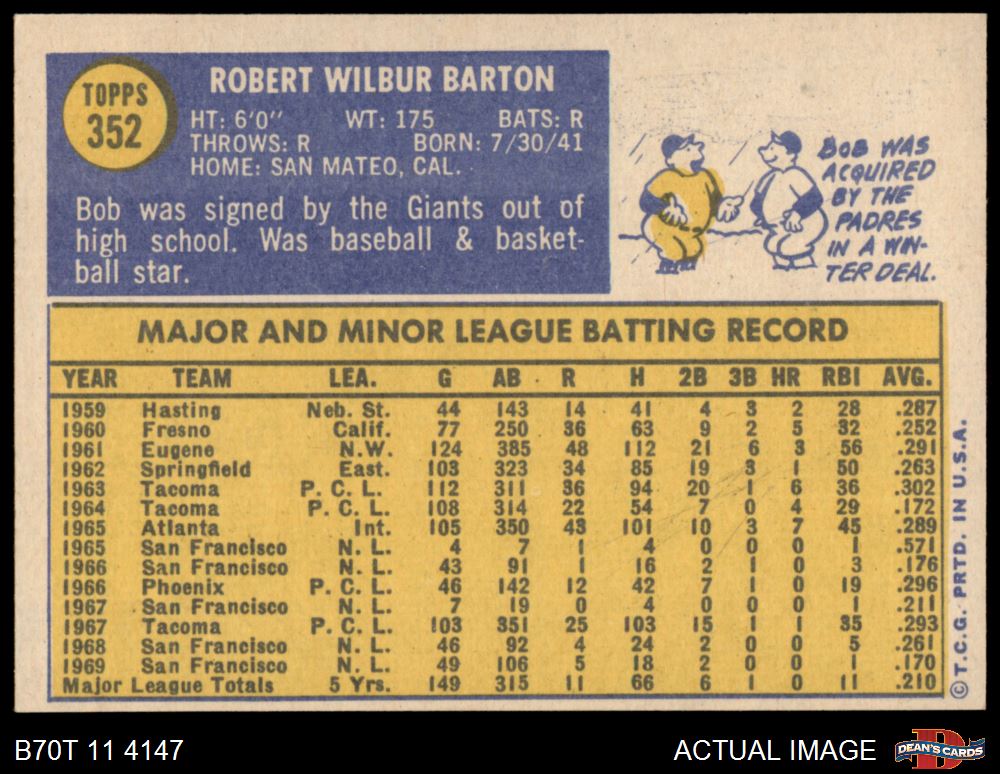 TOPPS
352
ROBERT WILBUR BARTON
HT: 6'0" WT: 175 BATS: R
THROWS: R BORN: 7/30/41
HOME: SAN MATEO, CAL.
Bob was signed by the Giants out of
high school. Was baseball & basket-
ball star.
BOB WAS
ACQUIRED
BY THE
PADRES
IN A WIN-
TER DEAL.
MAJOR AND MINOR LEAGUE BATTING RECORD
YEAR TEAM LEA. G AB R H 2B 3B HR RBI AVG.
1959 Hasting Neb. St. 44 143 14 41 4 3 2 28 .287
1960 Fresno Calif. 77 250 36 63 9 2 5 32 .252
1961 Eugene N.W. 124 385 48 112 21 6 3 56 .291
1962 Springfield East. 103 323 34 85 19 3 1 50 .263
1963 Tacoma P. C. L. 112 311 36 94 20 1 6 36 .302
1964 Tacoma P. C. L. 108 314 22 54 7 0 4 29 .172
1965 Atlanta Int. 105 350 43 101 10 3 7 45 .289
1965 San Francisco N. L. 4 7 1 4 0 0 0 1 .571
1966 San Francisco N. L. 43 91 1 16 2 1 0 3 .176
1966 Phoenix P. C. L. 46 142 12 42 7 1 0 19 .296
1967 San Francisco N. L. 7 19 0 4 0 0 0 1 .211
1967 Tacoma P. C. L. 103 351 25 103 15 1 1 35 .293
1968 San Francisco N. L. 46 92 4 24 2 0 0 5 .261
1969 San Francisco N. L. 49 106 5 18 2 0 0 1 .170
Major League Totals 5 Yrs. 149 315 11 66 6 1 0 11 .210
© T.C.G. PRTD. IN U.S.A.
B70T 11 4147
ACTUAL IMAGE
DEAN'S CARDS